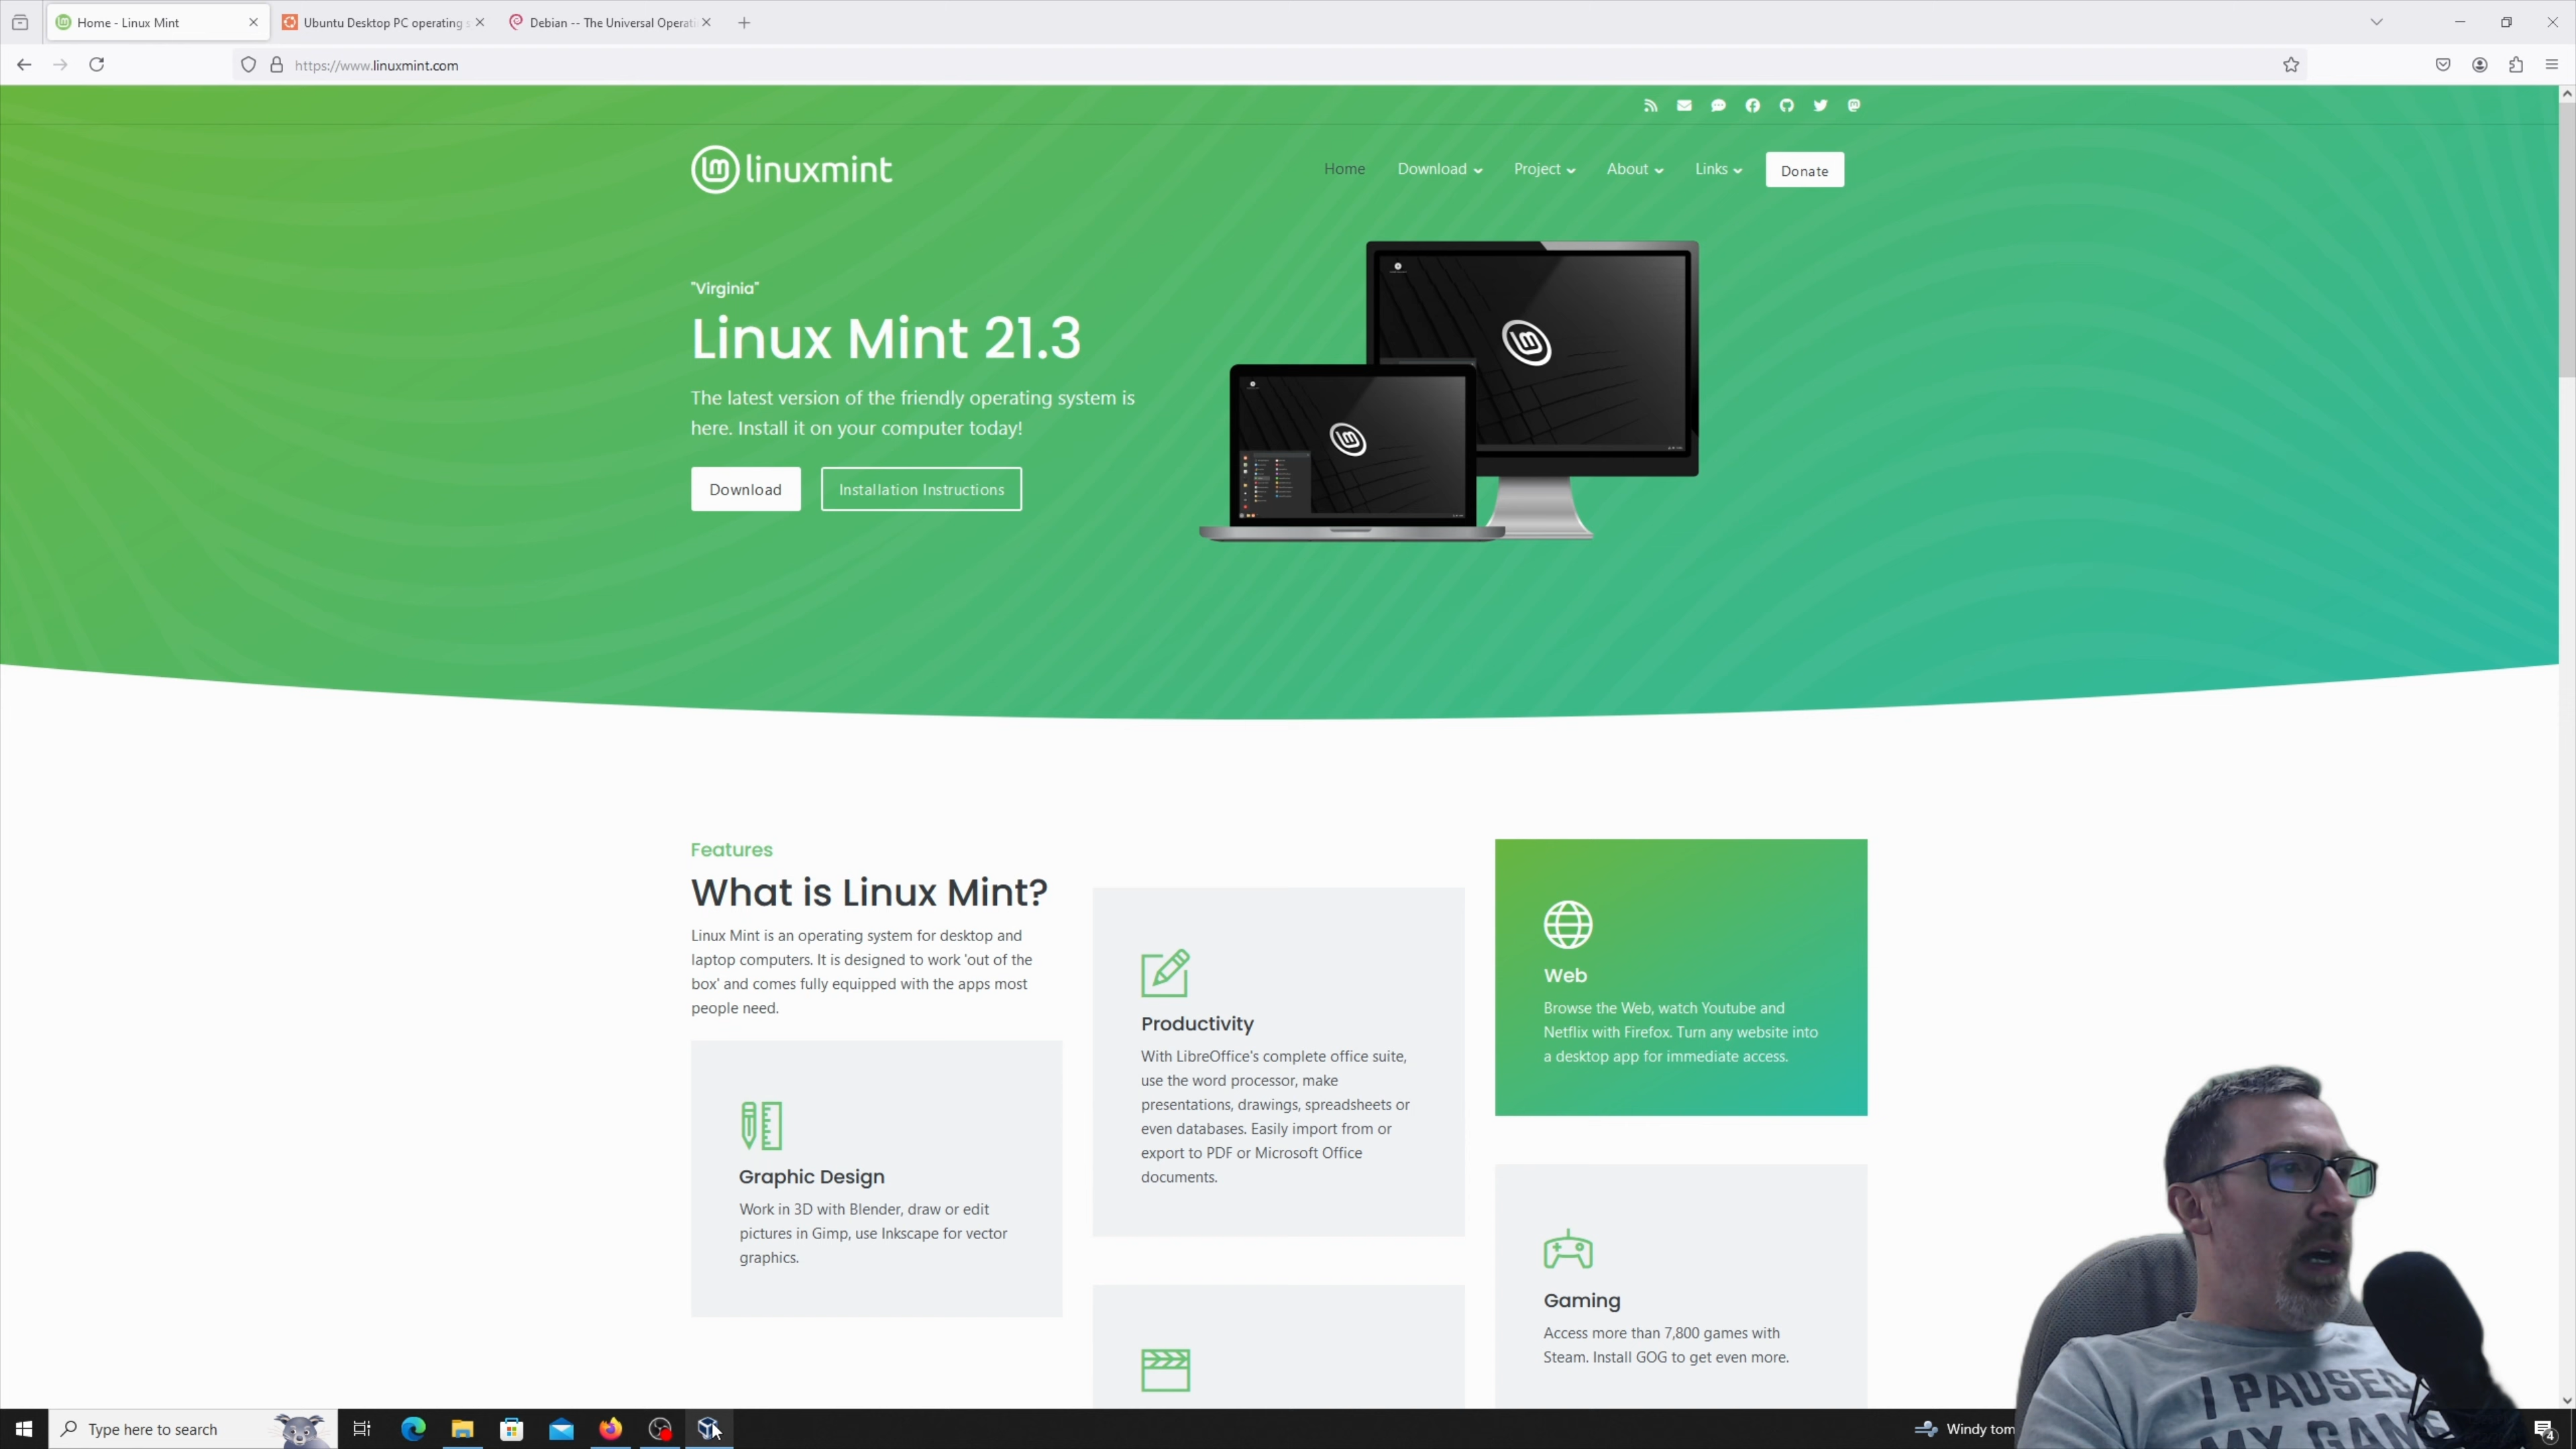 Home - Linux Mint
Ubuntu Desktop PC operating s
Debian -- The Universal Operati
https://www.linuxmint.com
linuxmint
Home
Download
Project
About
Links
Donate
"Virginia"
Linux Mint 21.3
The latest version of the friendly operating system is
here. Install it on your computer today!
Download
Installation Instructions
Features
What is Linux Mint?
Linux Mint is an operating system for desktop and
laptop computers. It is designed to work 'out of the
box' and comes fully equipped with the apps most
people need.
Graphic Design
Work in 3D with Blender, draw or edit
pictures in Gimp, use Inkscape for vector
graphics.
Productivity
With LibreOffice's complete office suite,
use the word processor, make
presentations, drawings, spreadsheets or
even databases. Easily import from or
export to PDF or Microsoft Office
documents.
Web
Browse the Web, watch Youtube and
Netflix with Firefox. Turn any website into
a desktop app for immediate access.
Gaming
Access more than 7,800 games with
Steam. Install GOG to get even more.
I PAUSED
MY GAM
Type here to search
Windy tom
4